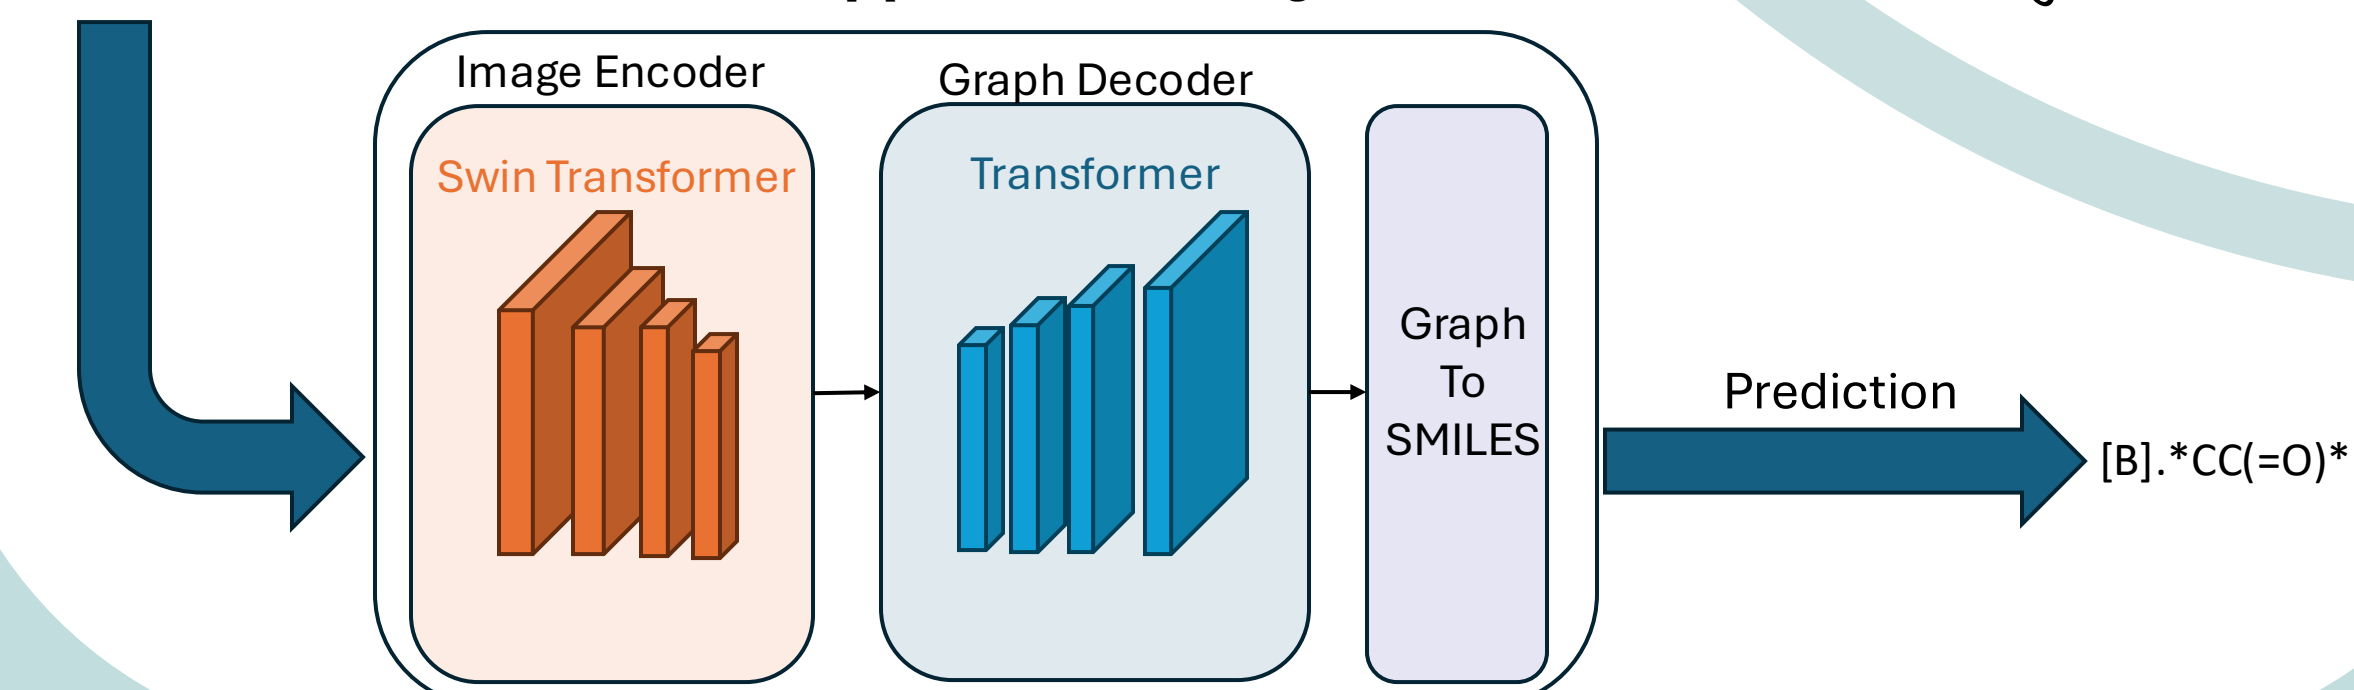 Image Encoder
Graph Decoder
Swin Transformer
Transformer
Graph
To
SMILES
Prediction
[B].*CC(=O)*